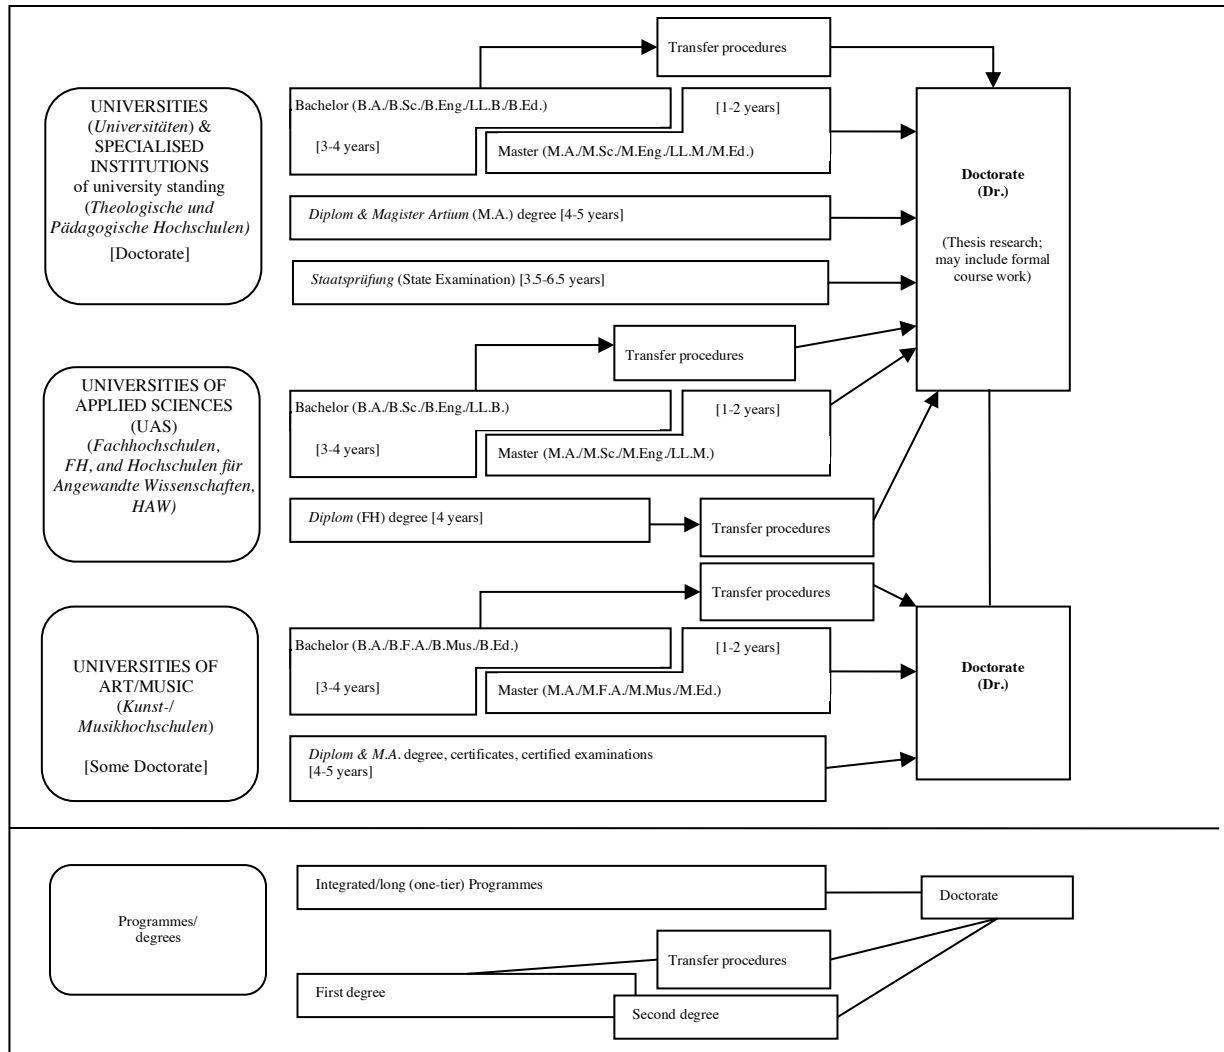 Transfer procedures
UNIVERSITIES
(Universitäten) &
SPECIALISED
INSTITUTIONS
of university standing
(Theologische und
Pädagogische Hochschulen)
[Doctorate]
Bachelor (B.A./B.Sc./B.Eng./LL.B./B.Ed.)
[1-2 years]
[3-4 years]
Master (M.A./M.Sc./M.Eng./LL.M./M.Ed.)
Diplom & Magister Artium (M.A.) degree [4-5 years]
Staatsprüfung (State Examination) [3.5-6.5 years]
Doctorate
(Dr.)
(Thesis research;
may include formal
course work)
Transfer procedures
UNIVERSITIES OF
APPLIED SCIENCES
(UAS)
(Fachhochschulen,
FH, and Hochschulen für
Angewandte Wissenschaften,
HAW)
Bachelor (B.A./B.Sc./B.Eng./LL.B.)
[1-2 years]
[3-4 years]
Master (M.A./M.Sc./M.Eng./LL.M.)
Diplom (FH) degree [4 years]
Transfer procedures
Transfer procedures
UNIVERSITIES OF
ART/MUSIC
(Kunst-/
Musikhochschulen)
[Some Doctorate]
Bachelor (B.A./B.F.A./B.Mus./B.Ed.)
[1-2 years]
[3-4 years]
Master (M.A./M.F.A./M.Mus./M.Ed.)
Diplom & M.A. degree, certificates, certified examinations
[4-5 years]
Doctorate
(Dr.)
Programmes/
degrees
Integrated/long (one-tier) Programmes
Doctorate
Transfer procedures
First degree
Second degree